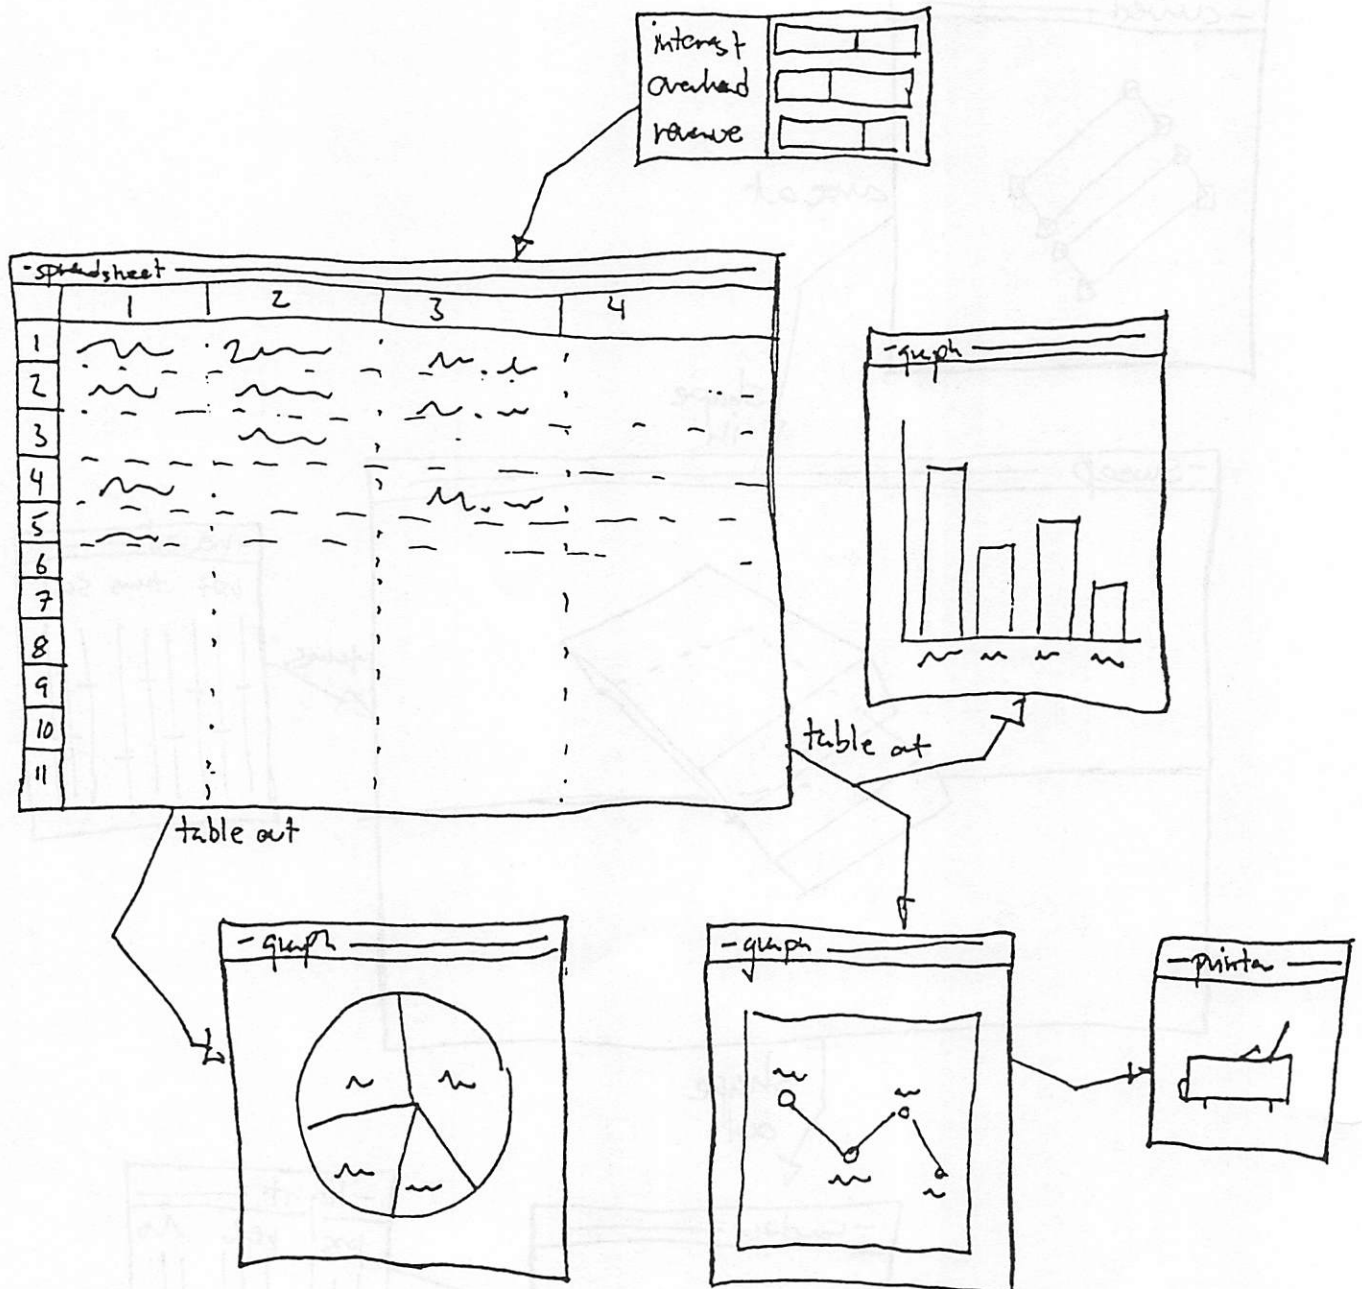 interest
overhead
revenue
-spreadsheet
1 2 3 4
1
2
3
4
5
6
7
8
9
10
11
-graph
table out
table out
-graph
-graph
-printer